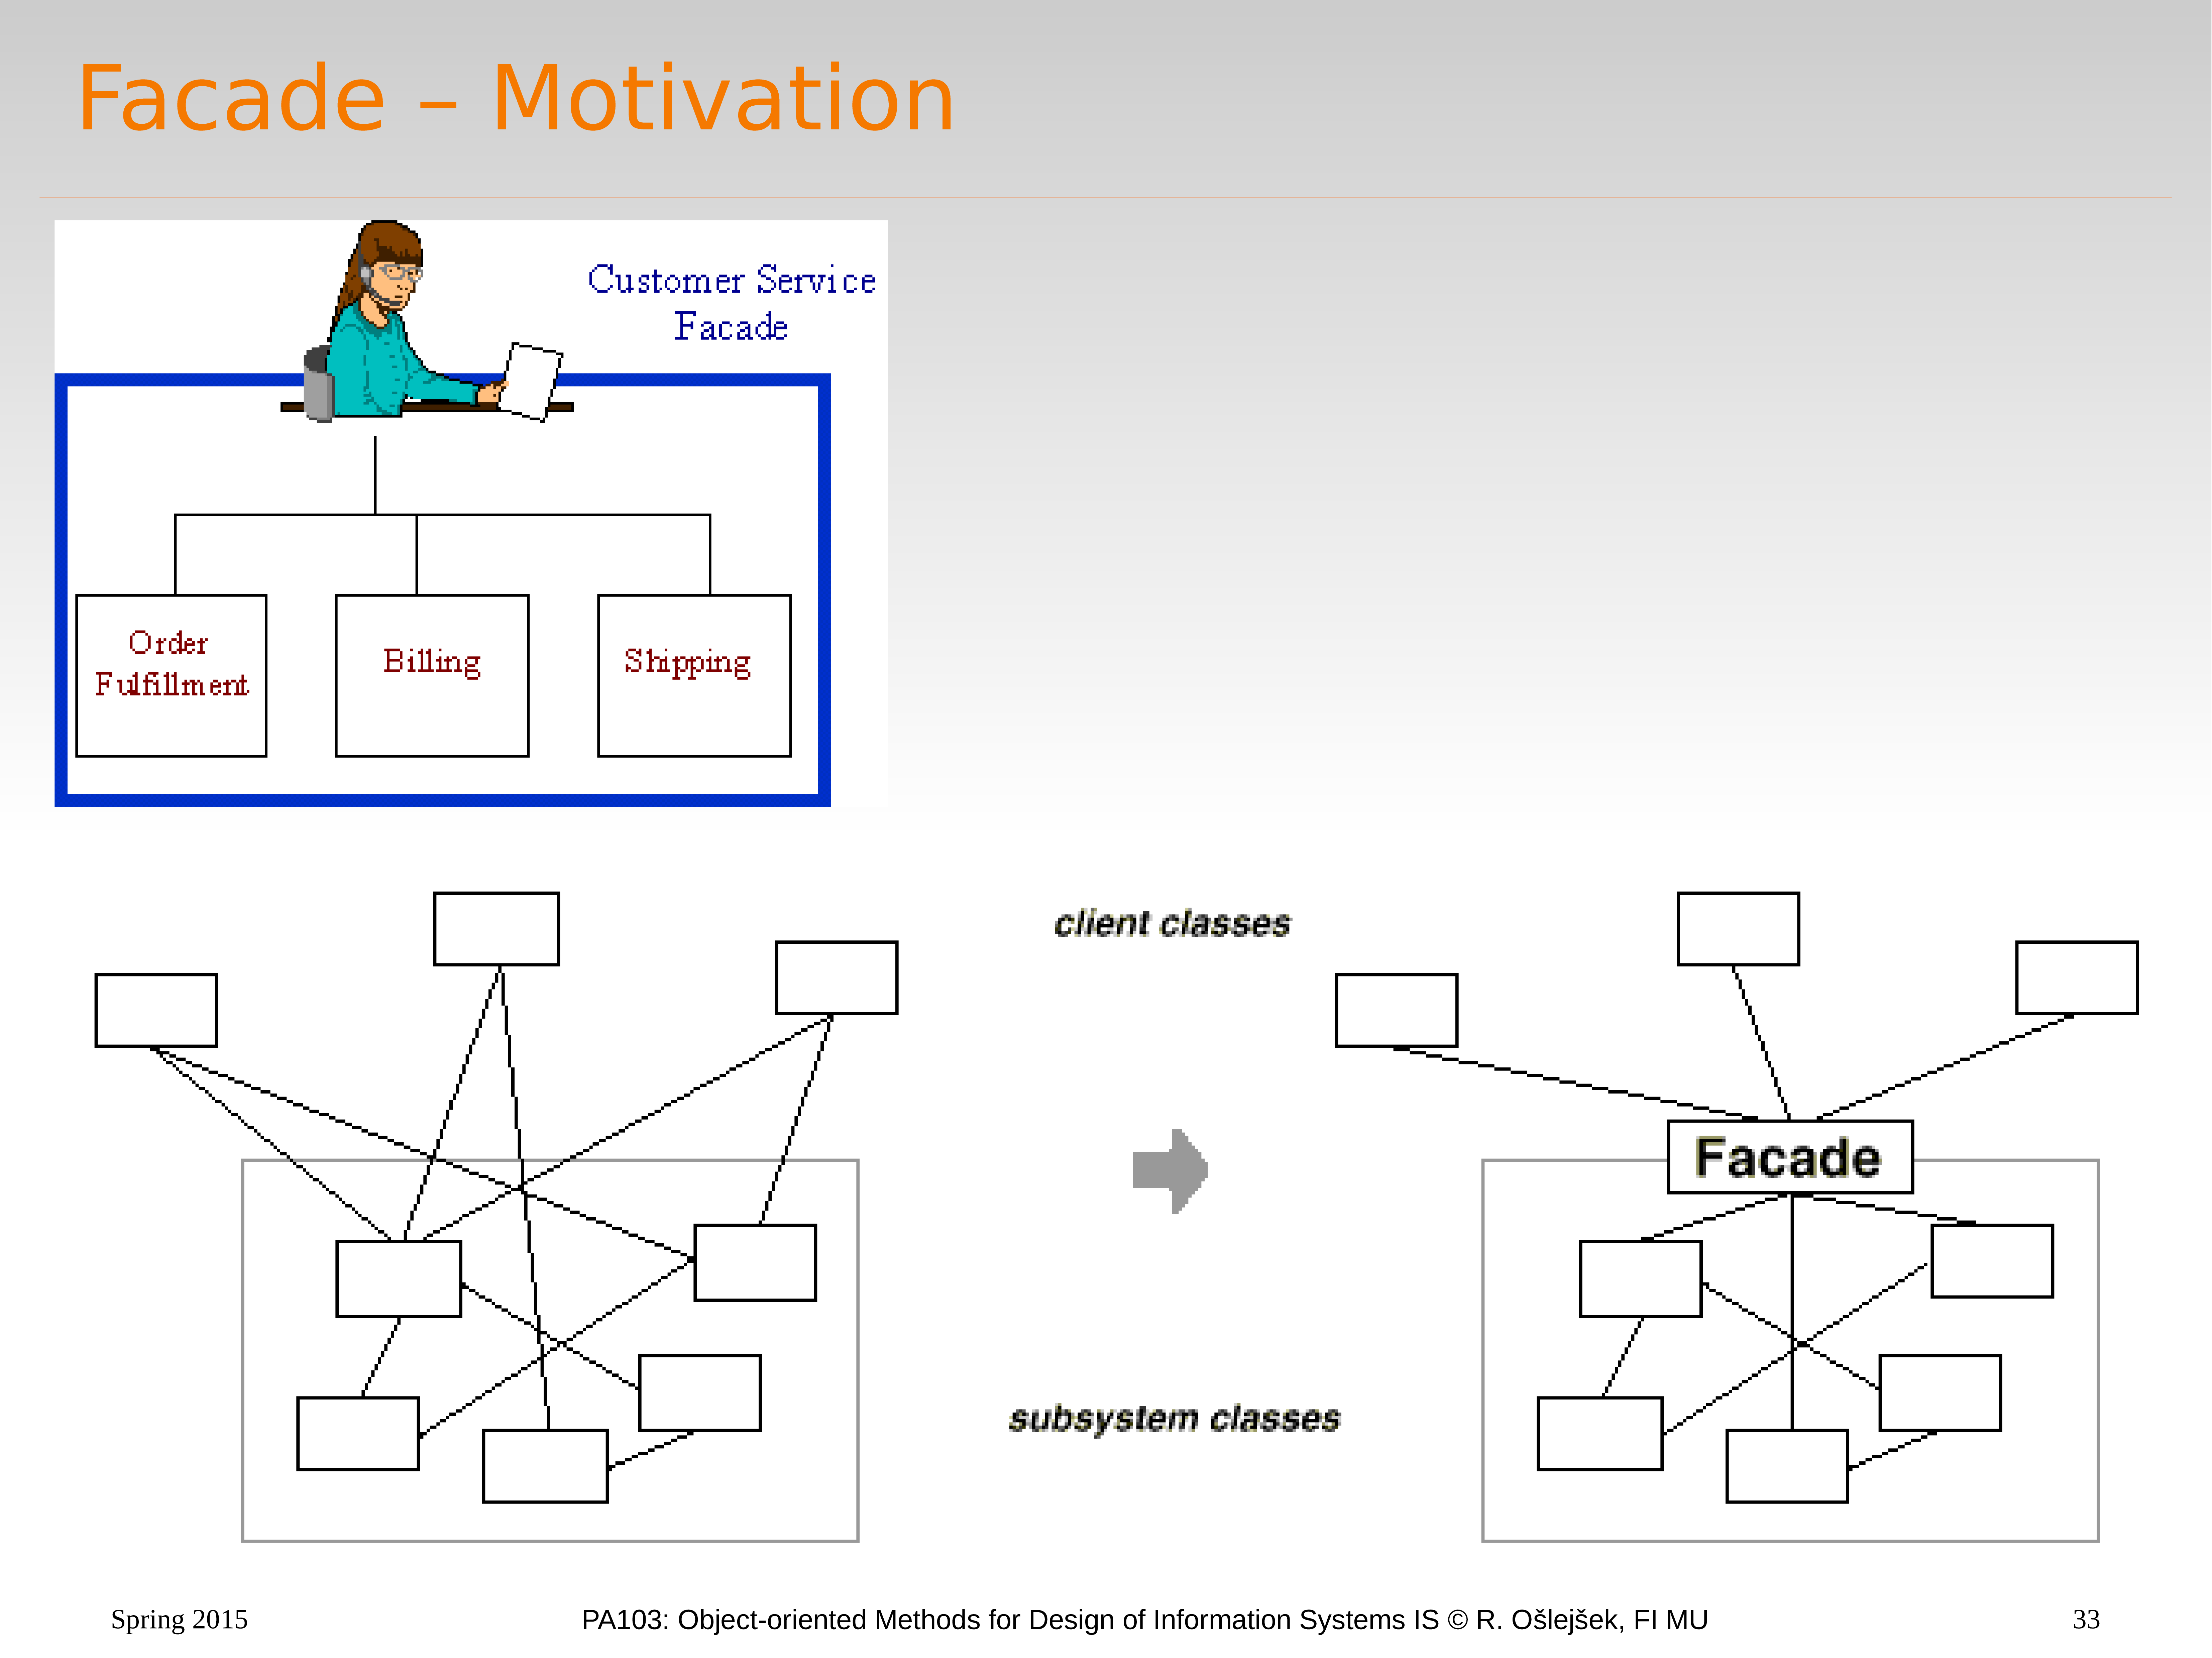 Facade – Motivation
Customer Service
Facade
Order
Fulfillment
Billing
Shipping
client classes
Facade
subsystem classes
Spring 2015
PA103: Object-oriented Methods for Design of Information Systems IS © R. Ošlejšek, FI MU
33